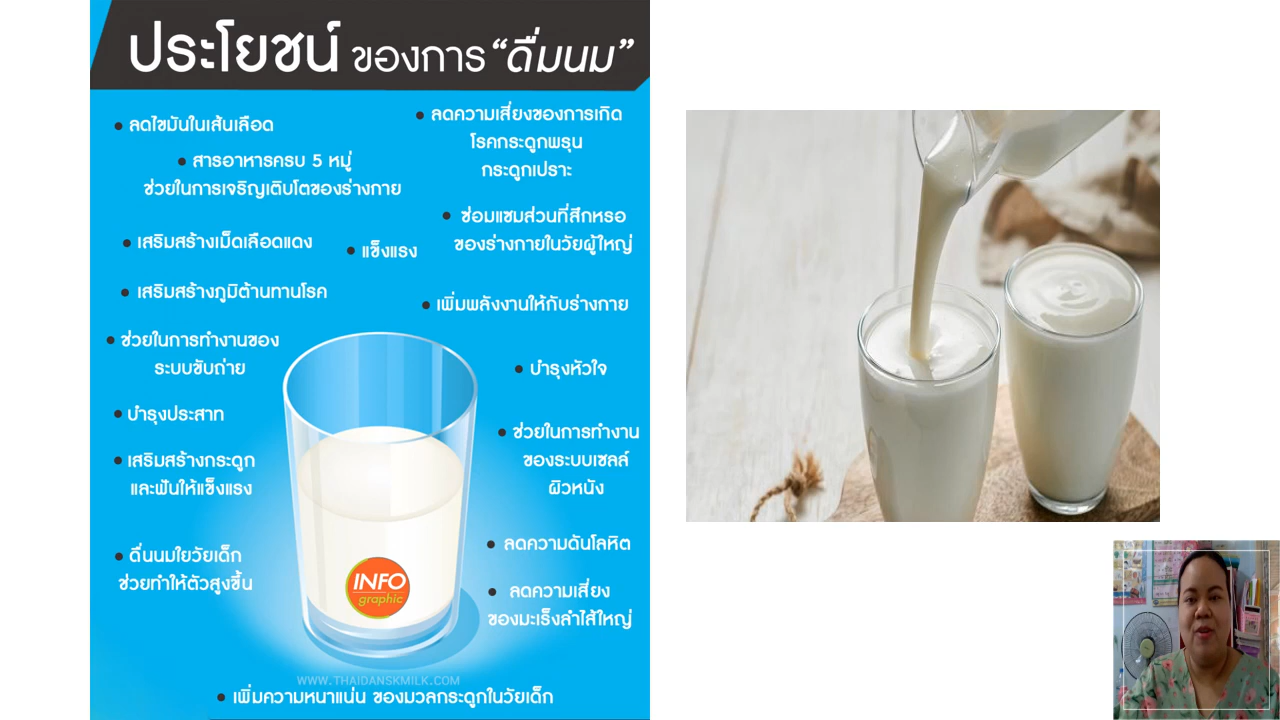 ประโยชน์ ของการ “ดื่มนม”
ลดไขมันในเส้นเลือด
สารอาหารครบ 5 หมู่
ช่วยในการเจริญเติบโตของร่างกาย
เสริมสร้างเม็ดเลือดแดง
แข็งแรง
เสริมสร้างภูมิต้านทานโรค
ช่วยในการทำงานของ
ระบบขับถ่าย
บำรุงประสาท
เสริมสร้างกระดูก
และฟันให้แข็งแรง
ดื่นนมใยวัยเด็ก
ช่วยทำให้ตัวสูงขึ้น
ลดความเสี่ยงของการเกิด
โรคกระดูกพรุน
กระดูกเปราะ
ซ่อมแซมส่วนที่สึกหรอ
ของร่างกายในวัยผู้ใหญ่
เพิ่มพลังงานให้กับร่างกาย
บำรุงหัวใจ
ช่วยในการทำงาน
ของระบบเซลล์
ผิวหนัง
ลดความดันโลหิต
ลดความเสี่ยง
ของมะเร็งลำไส้ใหญ่
INFO
graphic
WWW.THAIDANSKMILK.COM
เพิ่มความหนาแน่น ของมวลกระดูกในวัยเด็ก